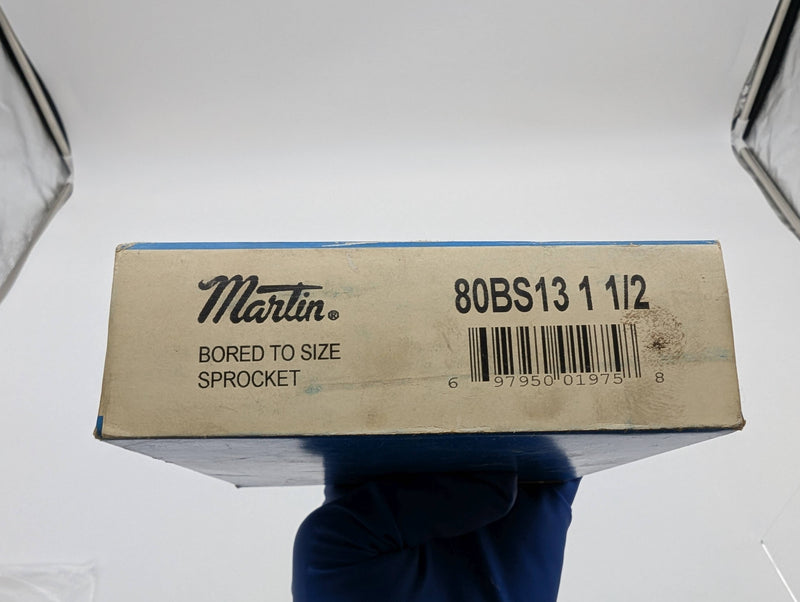 Martin®
BORED TO SIZE
SPROCKET
80BS13 1 1/2
6 97950 01975 8